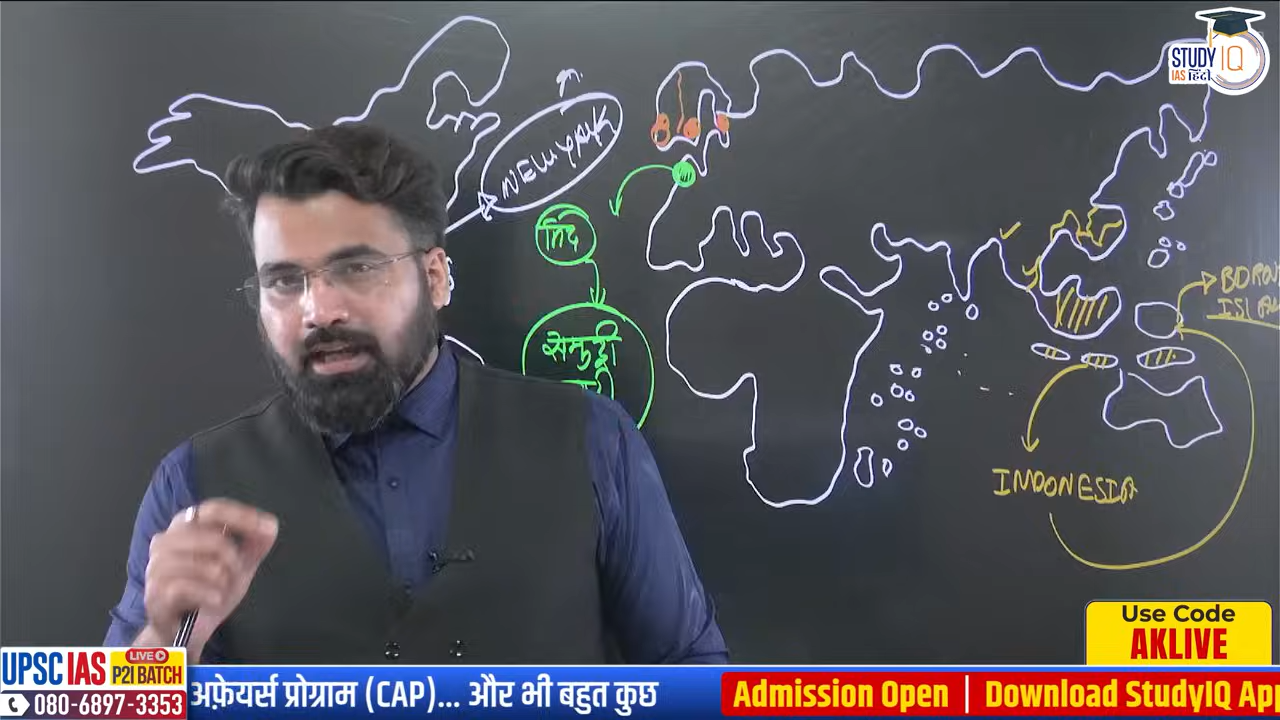 STUDY IQ
IAS हिंदी
NEW YORK
समुद्री
BORN
INDONESIA
Use Code
AKLIVE
UPSC IAS
LIVE
P2I BATCH
080-6897-3353
अफ़ेयर्स प्रोग्राम (CAP)... और भी बहुत कुछ
Admission Open | Download StudyIQ Ap